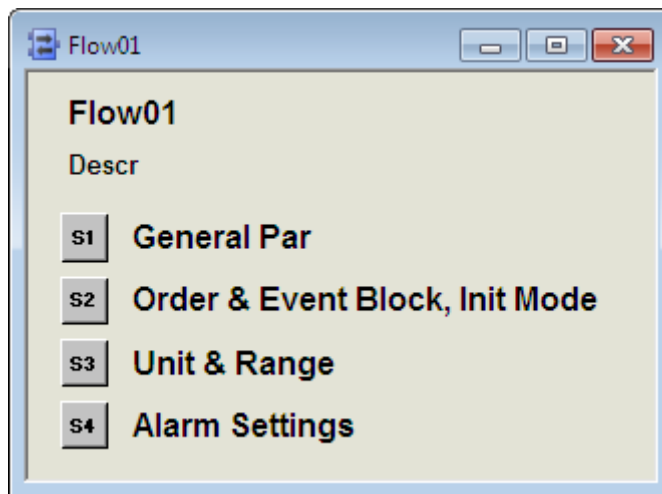 Flow01
Flow01
Descr
S1 General Par
S2 Order & Event Block, Init Mode
S3 Unit & Range
S4 Alarm Settings